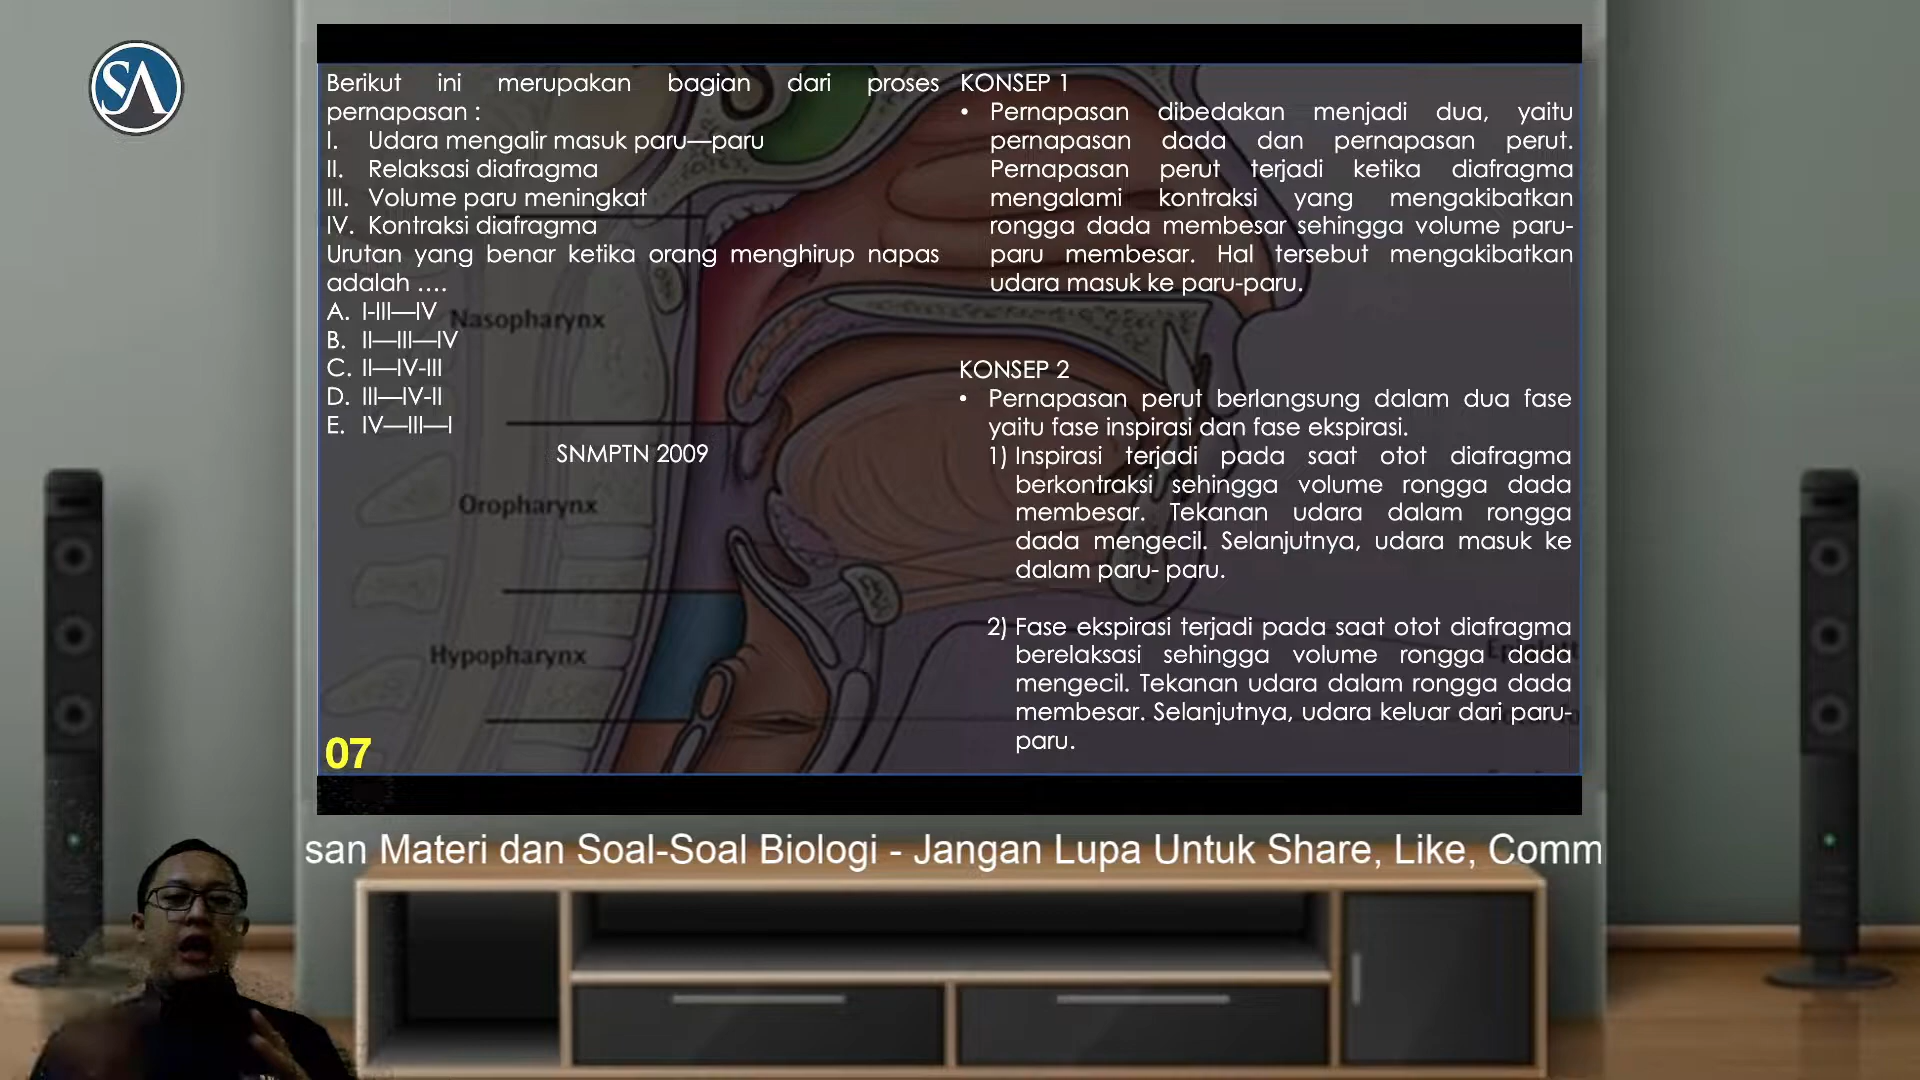 SA
Berikut ini merupakan bagian dari proses
pernapasan :
I. Udara mengalir masuk paru—paru
II. Relaksasi diafragma
III. Volume paru meningkat
IV. Kontraksi diafragma
Urutan yang benar ketika orang menghirup napas
adalah ....
A. I-III—IV
B. II—III—IV
C. II—IV-III
D. III—IV-II
E. IV—III—I
SNMPTN 2009
Nasopharynx
Oropharynx
Hypopharynx
07
KONSEP 1
• Pernapasan dibedakan menjadi dua, yaitu
pernapasan dada dan pernapasan perut.
Pernapasan perut terjadi ketika diafragma
mengalami kontraksi yang mengakibatkan
rongga dada membesar sehingga volume paru-
paru membesar. Hal tersebut mengakibatkan
udara masuk ke paru-paru.
KONSEP 2
• Pernapasan perut berlangsung dalam dua fase
yaitu fase inspirasi dan fase ekspirasi.
1) Inspirasi terjadi pada saat otot diafragma
berkontraksi sehingga volume rongga dada
membesar. Tekanan udara dalam rongga
dada mengecil. Selanjutnya, udara masuk ke
dalam paru- paru.
2) Fase ekspirasi terjadi pada saat otot diafragma
berelaksasi sehingga volume rongga dada
mengecil. Tekanan udara dalam rongga dada
membesar. Selanjutnya, udara keluar dari paru-
paru.
san Materi dan Soal-Soal Biologi - Jangan Lupa Untuk Share, Like, Comm